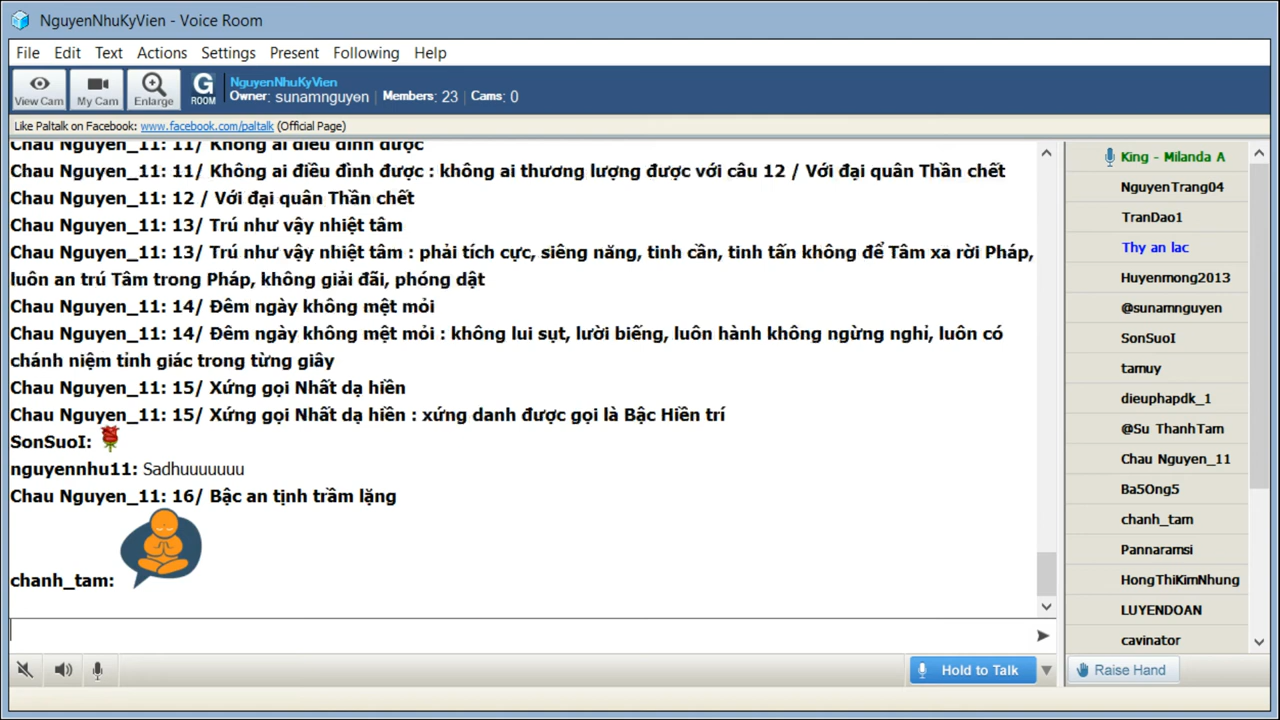 NguyenNhuKyVien - Voice Room
File Edit Text Actions Settings Present Following Help
View Cam My Cam Enlarge G ROOM
NguyenNhuKyVien
Owner: sunamnguyen Members: 23 Cams: 0
Like Paltalk on Facebook: www.facebook.com/paltalk (Official Page)
Chau Nguyen_11: 11/ Không ai điều đình được
Chau Nguyen_11: 11/ Không ai điều đình được : không ai thương lượng được với câu 12 / Với đại quân Thần chết
Chau Nguyen_11: 12 / Với đại quân Thần chết
Chau Nguyen_11: 13/ Trú như vậy nhiệt tâm
Chau Nguyen_11: 13/ Trú như vậy nhiệt tâm : phải tích cực, siêng năng, tinh cần, tinh tấn không để Tâm xa rời Pháp,
luôn an trú Tâm trong Pháp, không giải đãi, phóng dật
Chau Nguyen_11: 14/ Đêm ngày không mệt mỏi
Chau Nguyen_11: 14/ Đêm ngày không mệt mỏi : không lui sụt, lười biếng, luôn hành không ngừng nghỉ, luôn có
chánh niệm tỉnh giác trong từng giây
Chau Nguyen_11: 15/ Xứng gọi Nhất dạ hiền
Chau Nguyen_11: 15/ Xứng gọi Nhất dạ hiền : xứng danh được gọi là Bậc Hiền trí
SonSuoI:
nguyennhu11: Sadhuuuuuuu
Chau Nguyen_11: 16/ Bậc an tịnh trầm lặng
chanh_tam:
King - Milanda A
NguyenTrang04
TranDao1
Thy an lac
Huyenmong2013
@sunamnguyen
SonSuoI
tamuy
dieuphapdk_1
@Su ThanhTam
Chau Nguyen_11
Ba5Ong5
chanh_tam
Pannaramsi
HongThiKimNhung
LUYENDOAN
cavinator
Hold to Talk
Raise Hand